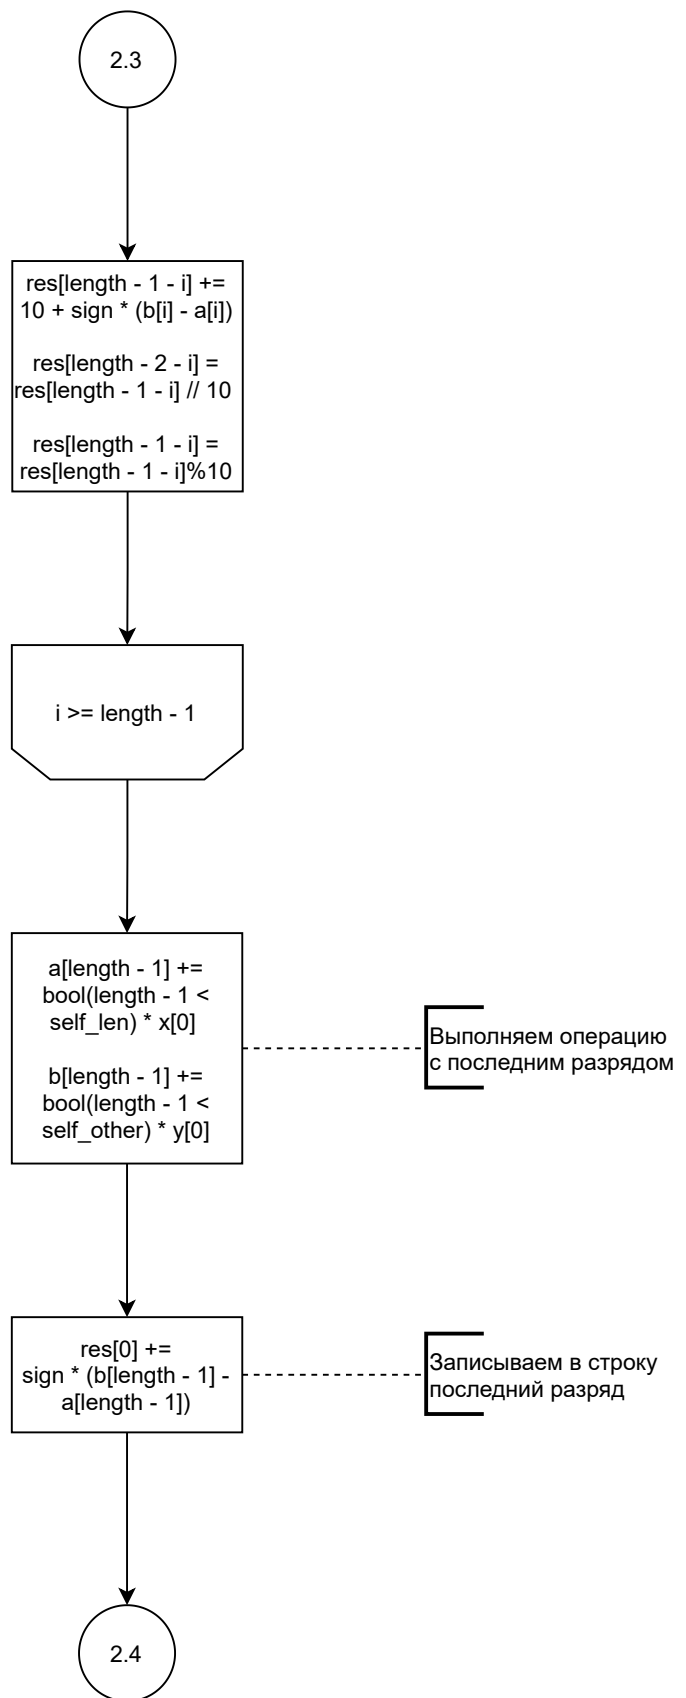 2.3
res[length - 1 - i] +=
10 + sign * (b[i] - a[i])
res[length - 2 - i] =
res[length - 1 - i] // 10
res[length - 1 - i] =
res[length - 1 - i]%10
i >= length - 1
a[length - 1] +=
bool(length - 1 <
self_len) * x[0]
b[length - 1] +=
bool(length - 1 <
self_other) * y[0]
Выполняем операцию
с последним разрядом
res[0] +=
sign * (b[length - 1] -
a[length - 1])
Записываем в строку
последний разряд
2.4